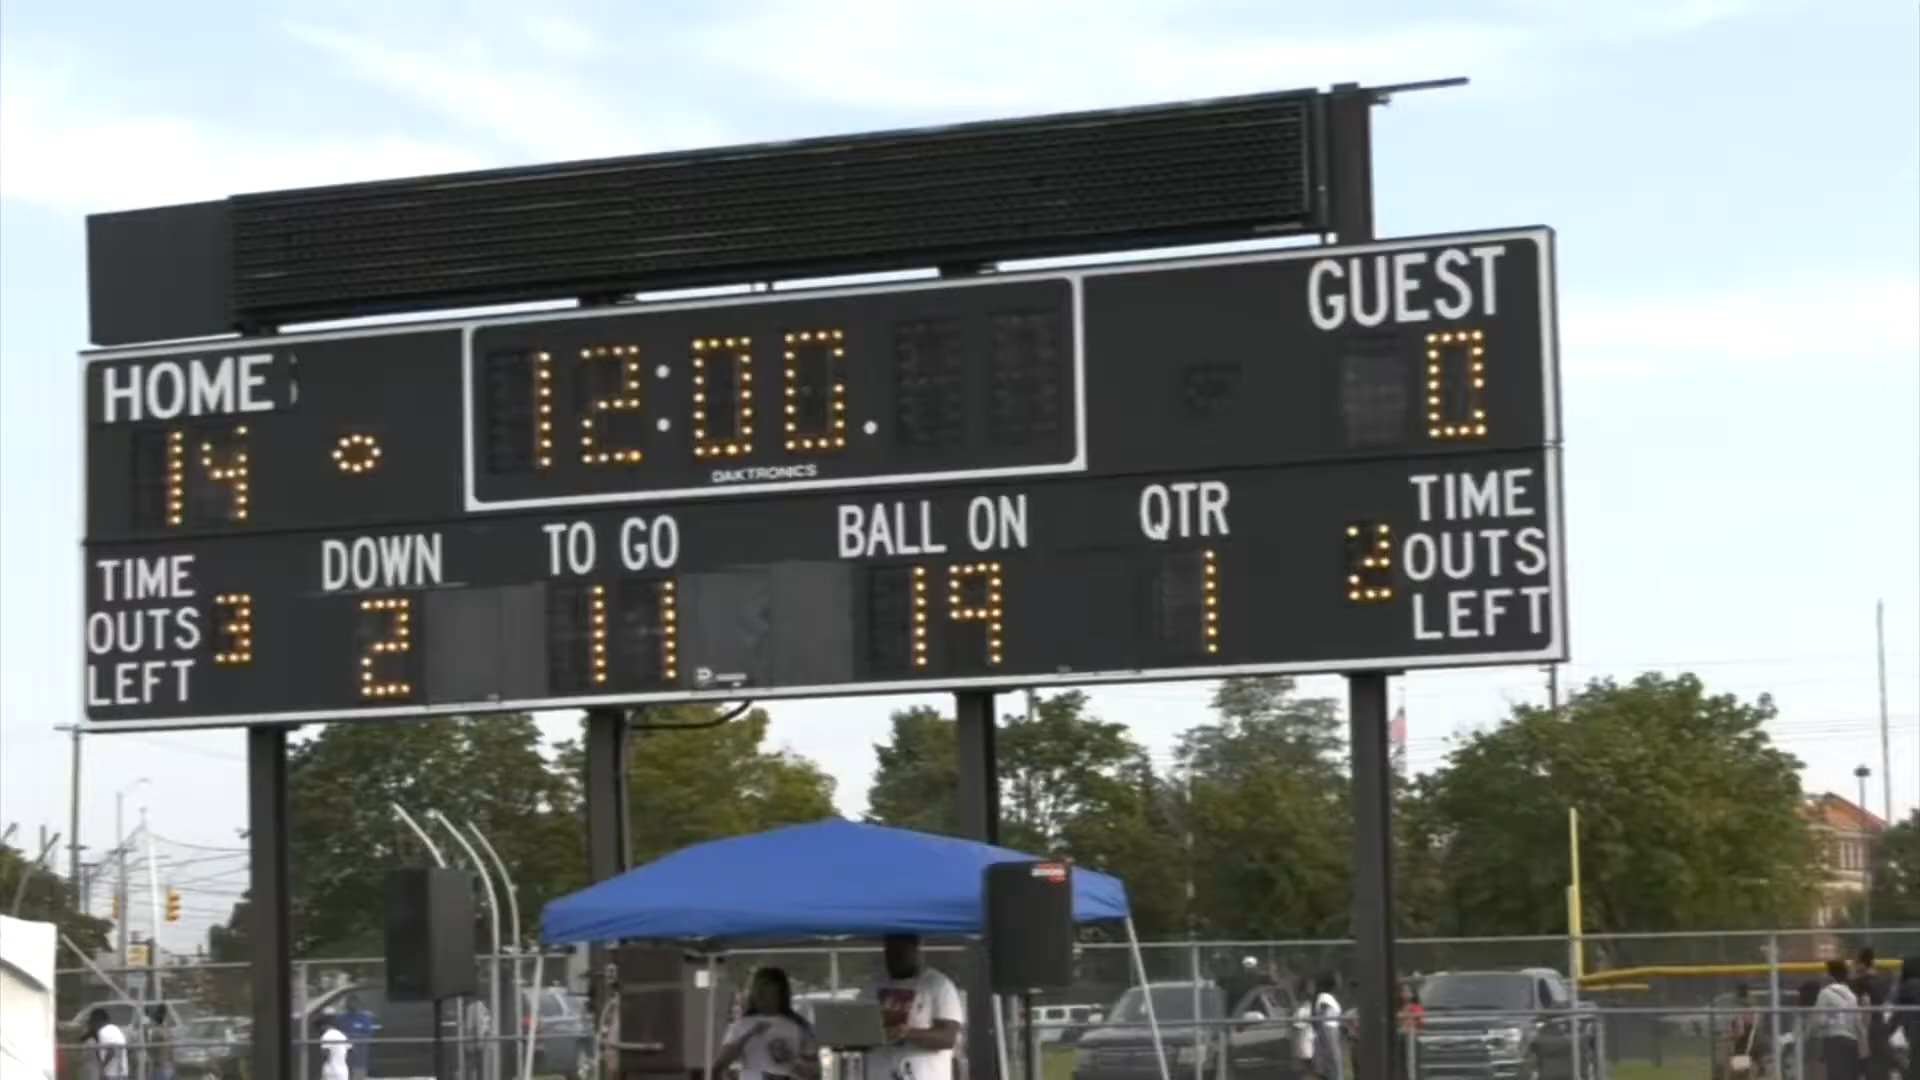 HOME
GUEST
12:00.
14
0
DAKTRONICS
TIME OUTS LEFT
3
DOWN
2
TO GO
11
BALL ON
19
QTR
1
2
TIME OUTS LEFT